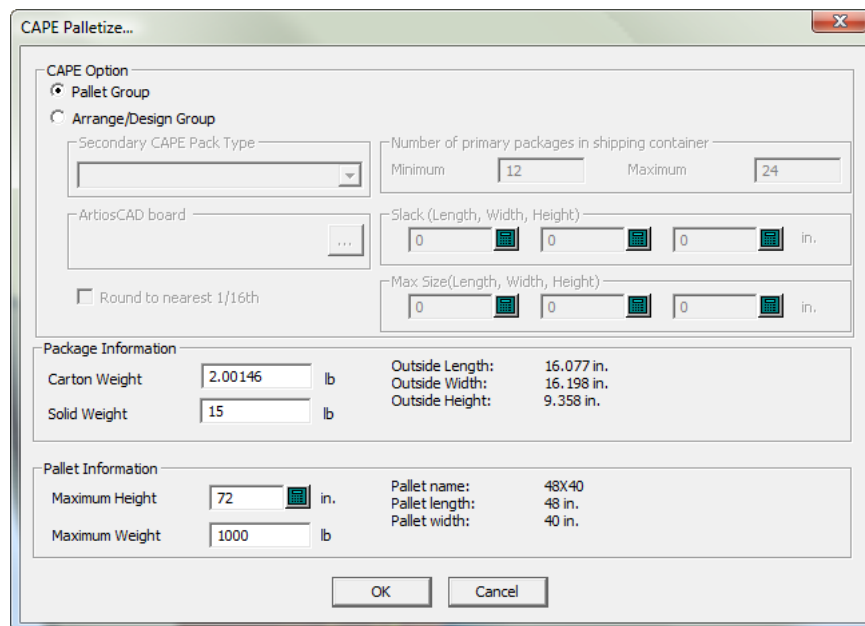 CAPE Palletize...
CAPE Option
Pallet Group
Arrange/Design Group
Secondary CAPE Pack Type
Number of primary packages in shipping container
Minimum 12 Maximum 24
ArtiosCAD board
...
Slack (Length, Width, Height)
0 0 0 in.
Round to nearest 1/16th
Max Size(Length, Width, Height)
0 0 0 in.
Package Information
Carton Weight 2.00146 lb
Outside Length: 16.077 in.
Outside Width: 16.198 in.
Solid Weight 15 lb
Outside Height: 9.358 in.
Pallet Information
Maximum Height 72 in.
Pallet name: 48X40
Pallet length: 48 in.
Maximum Weight 1000 lb
Pallet width: 40 in.
OK Cancel